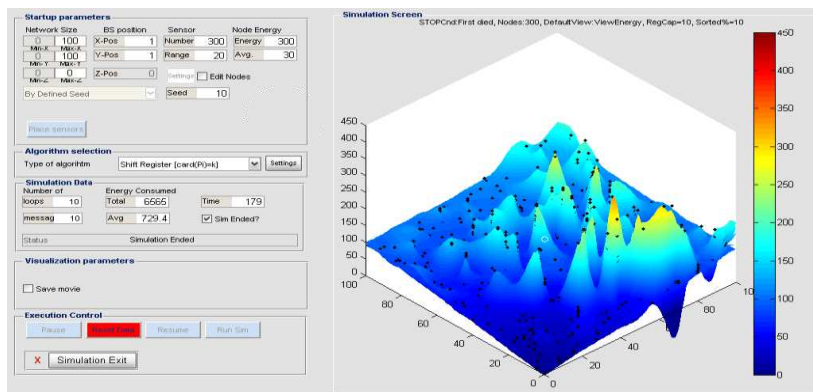 Startup parameters
Network Size BS position Sensor Node Energy
0 100 X-Pos 1 Number 300 Energy 300
Min-X Max-X
0 100 Y-Pos 1 Range 20 Avg. 30
Min-Y Max-Y
0 0 Z-Pos 0 Settings Edit Nodes
Min-Z Max-Z
By Defined Seed Seed 10
Place sensors
Algorithm selection
Type of algorihtm Shift Register [card(Pi)=k] Settings
Simulation Data
Number of Energy Consumed
loops 10 Total 6565 Time 179
messag 10 Avg 729.4 Sim Ended?
Status Simulation Ended
Visualization parameters
Save movie
Execution Control
Pause Reset Data Resume Run Sim
X Simulation Exit
Simulation Screen
STOPCnd:First died, Nodes:300, DefaultView:ViewEnergy, RegCap=10, Sorted%=10
450
400
350
300
250
200
150
100
50
0
100
80
60
40
20
0
0
20
40
60
80
10
450
400
350
300
250
200
150
100
50
0